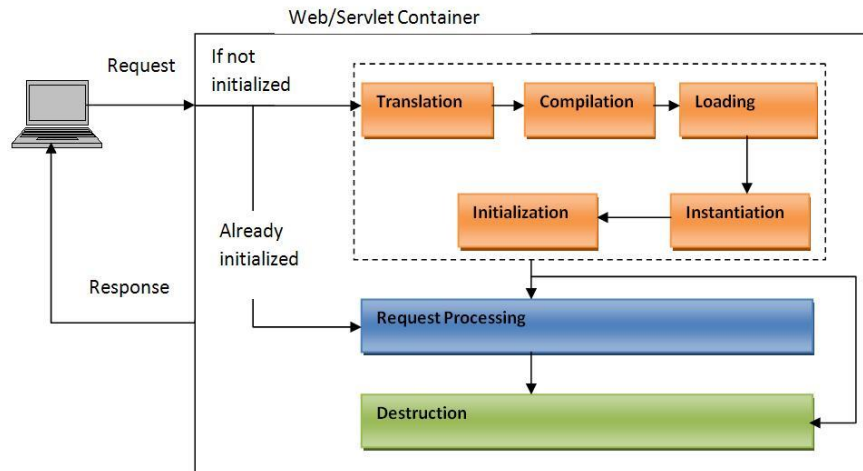 Web/Servlet Container
Request
If not
initialized
Translation
Compilation
Loading
Initialization
Instantiation
Already
initialized
Response
Request Processing
Destruction